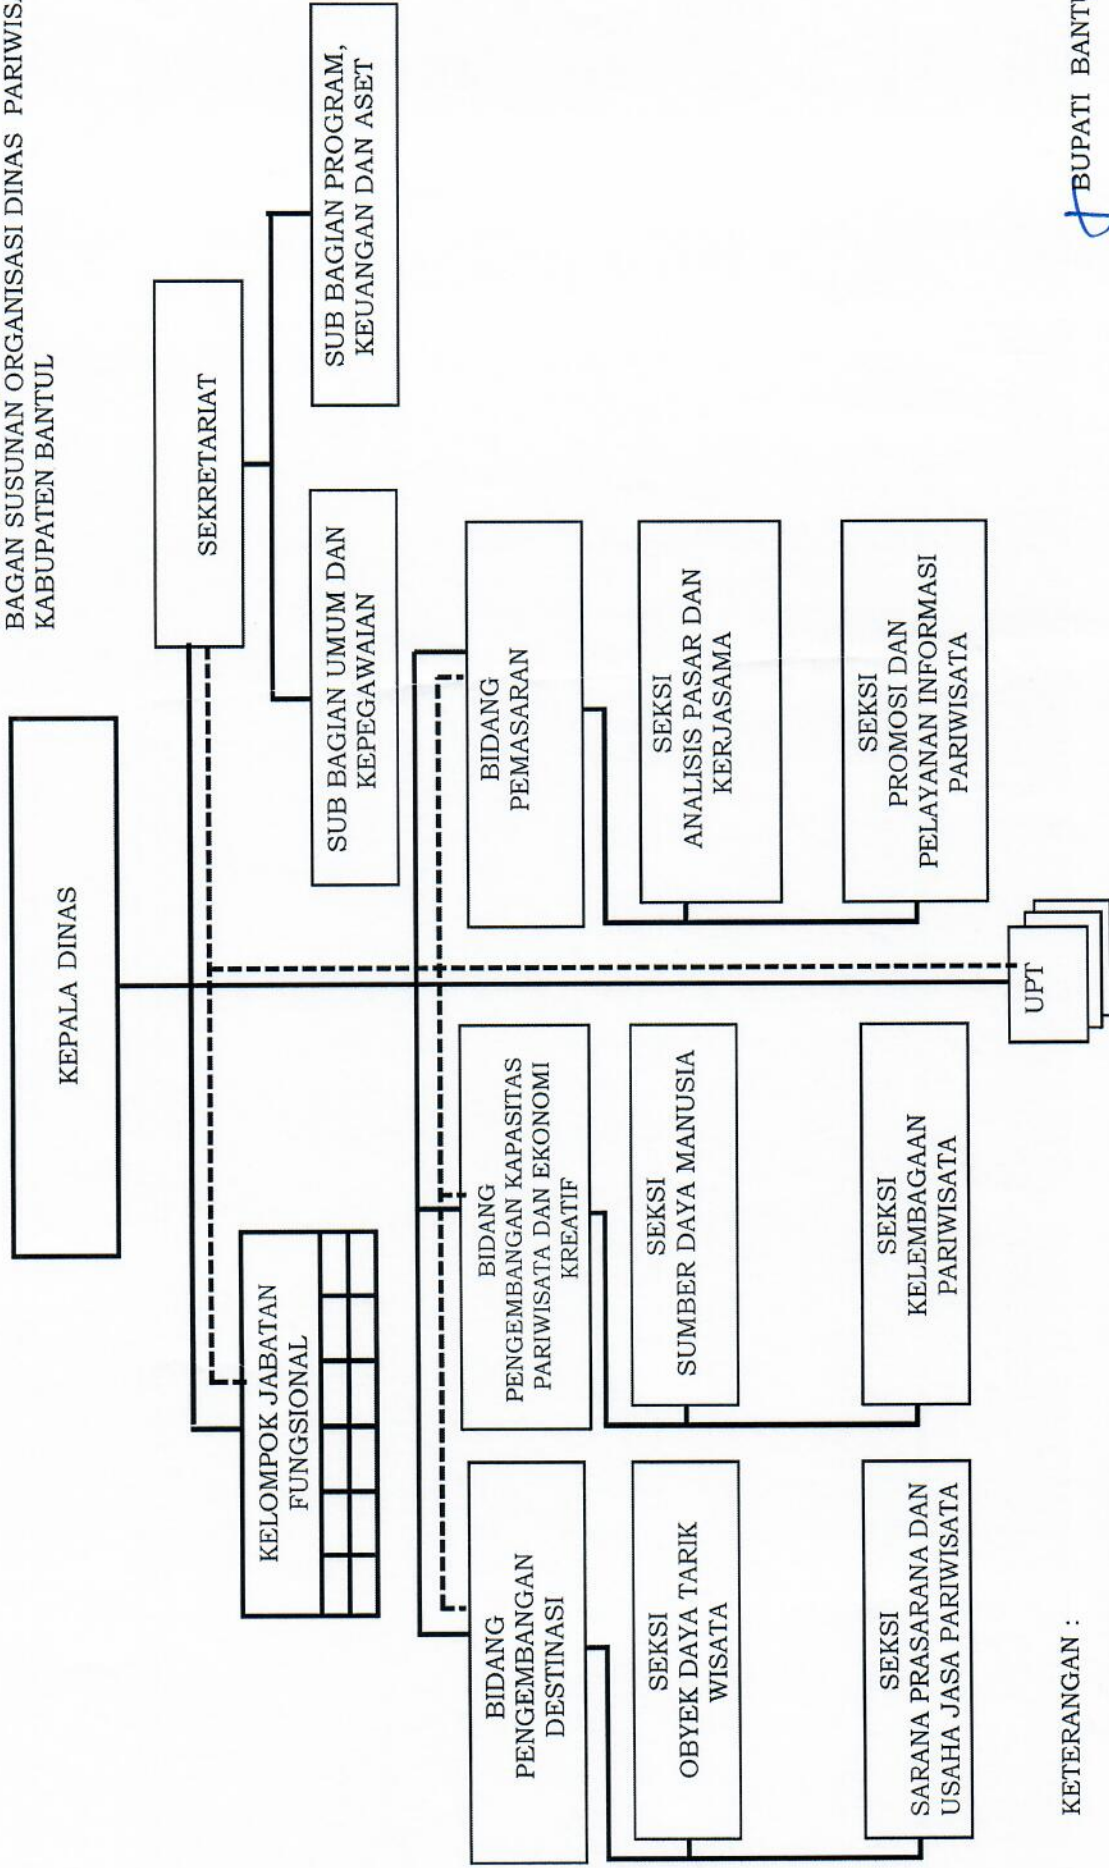 BAGAN SUSUNAN ORGANISASI DINAS
KABUPATEN BANTUL
KEPALA DINAS
SEKRETARIAT
KELOMPOK JABATAN
FUNGSIONAL
SUB BAGIAN UMUM DAN
KEPEGAWAIAN
SUB BAGIAN PROGRAM,
KEUANGAN DAN ASET
BIDANG
PENGEMBANGAN
DESTINASI
BIDANG
PENGEMBANGAN KAPASITAS
PARIWISATA DAN EKONOMI
KREATIF
BIDANG
PEMASARAN
SEKSI
OBYEK DAYA TARIK
WISATA
SEKSI
SUMBER DAYA MANUSIA
SEKSI
ANALISIS PASAR DAN
KERJASAMA
SEKSI
SARANA PRASARANA DAN
USAHA JASA PARIWISATA
SEKSI
KELEMBAGAAN
PARIWISATA
SEKSI
PROMOSI DAN
PELAYANAN INFORMASI
PARIWISATA
UPT
KETERANGAN :
BUPATI